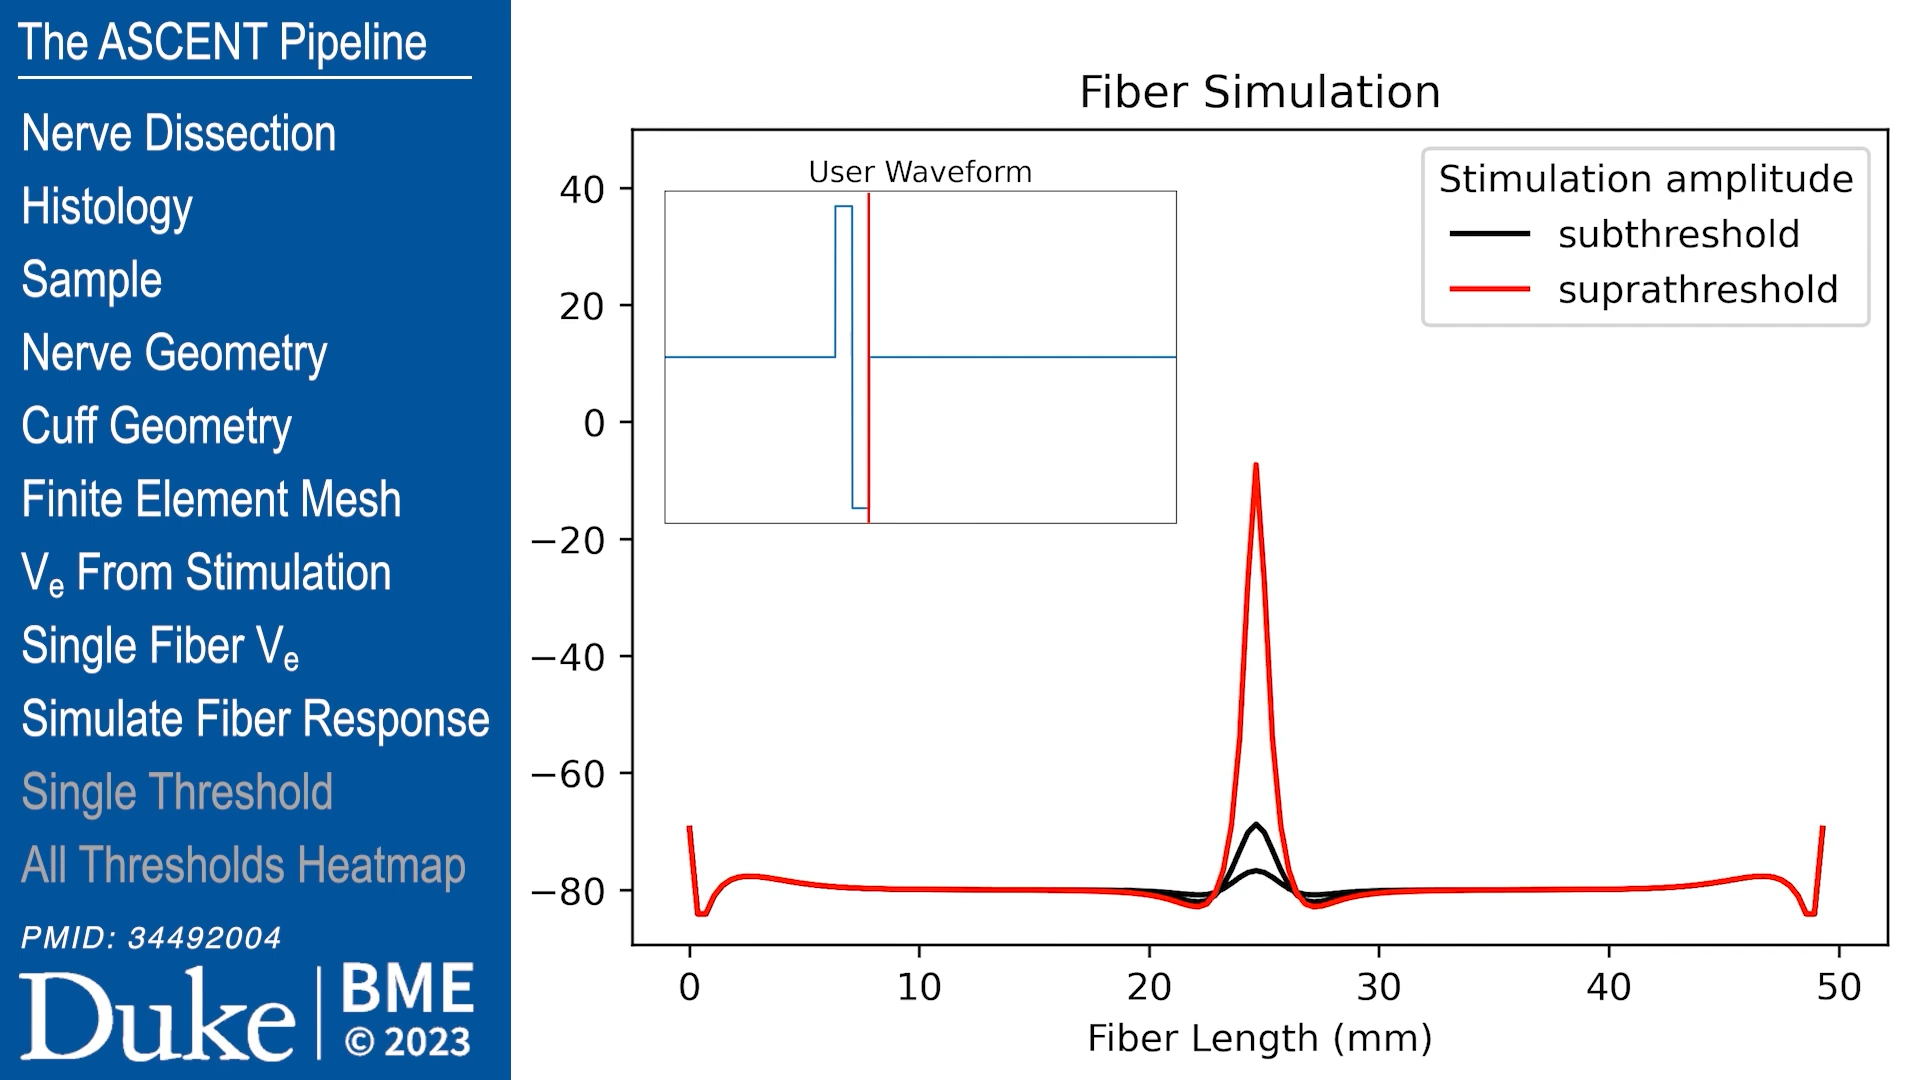 The ASCENT Pipeline
Nerve Dissection
Histology
Sample
Nerve Geometry
Cuff Geometry
Finite Element Mesh
Ve From Stimulation
Single Fiber Ve
Simulate Fiber Response
Single Threshold
All Thresholds Heatmap
PMID: 34492004
Duke
BME
© 2023
Fiber Simulation
User Waveform
Stimulation amplitude
subthreshold
suprathreshold
40
20
0
−20
−40
−60
−80
0 10 20 30 40 50
Fiber Length (mm)